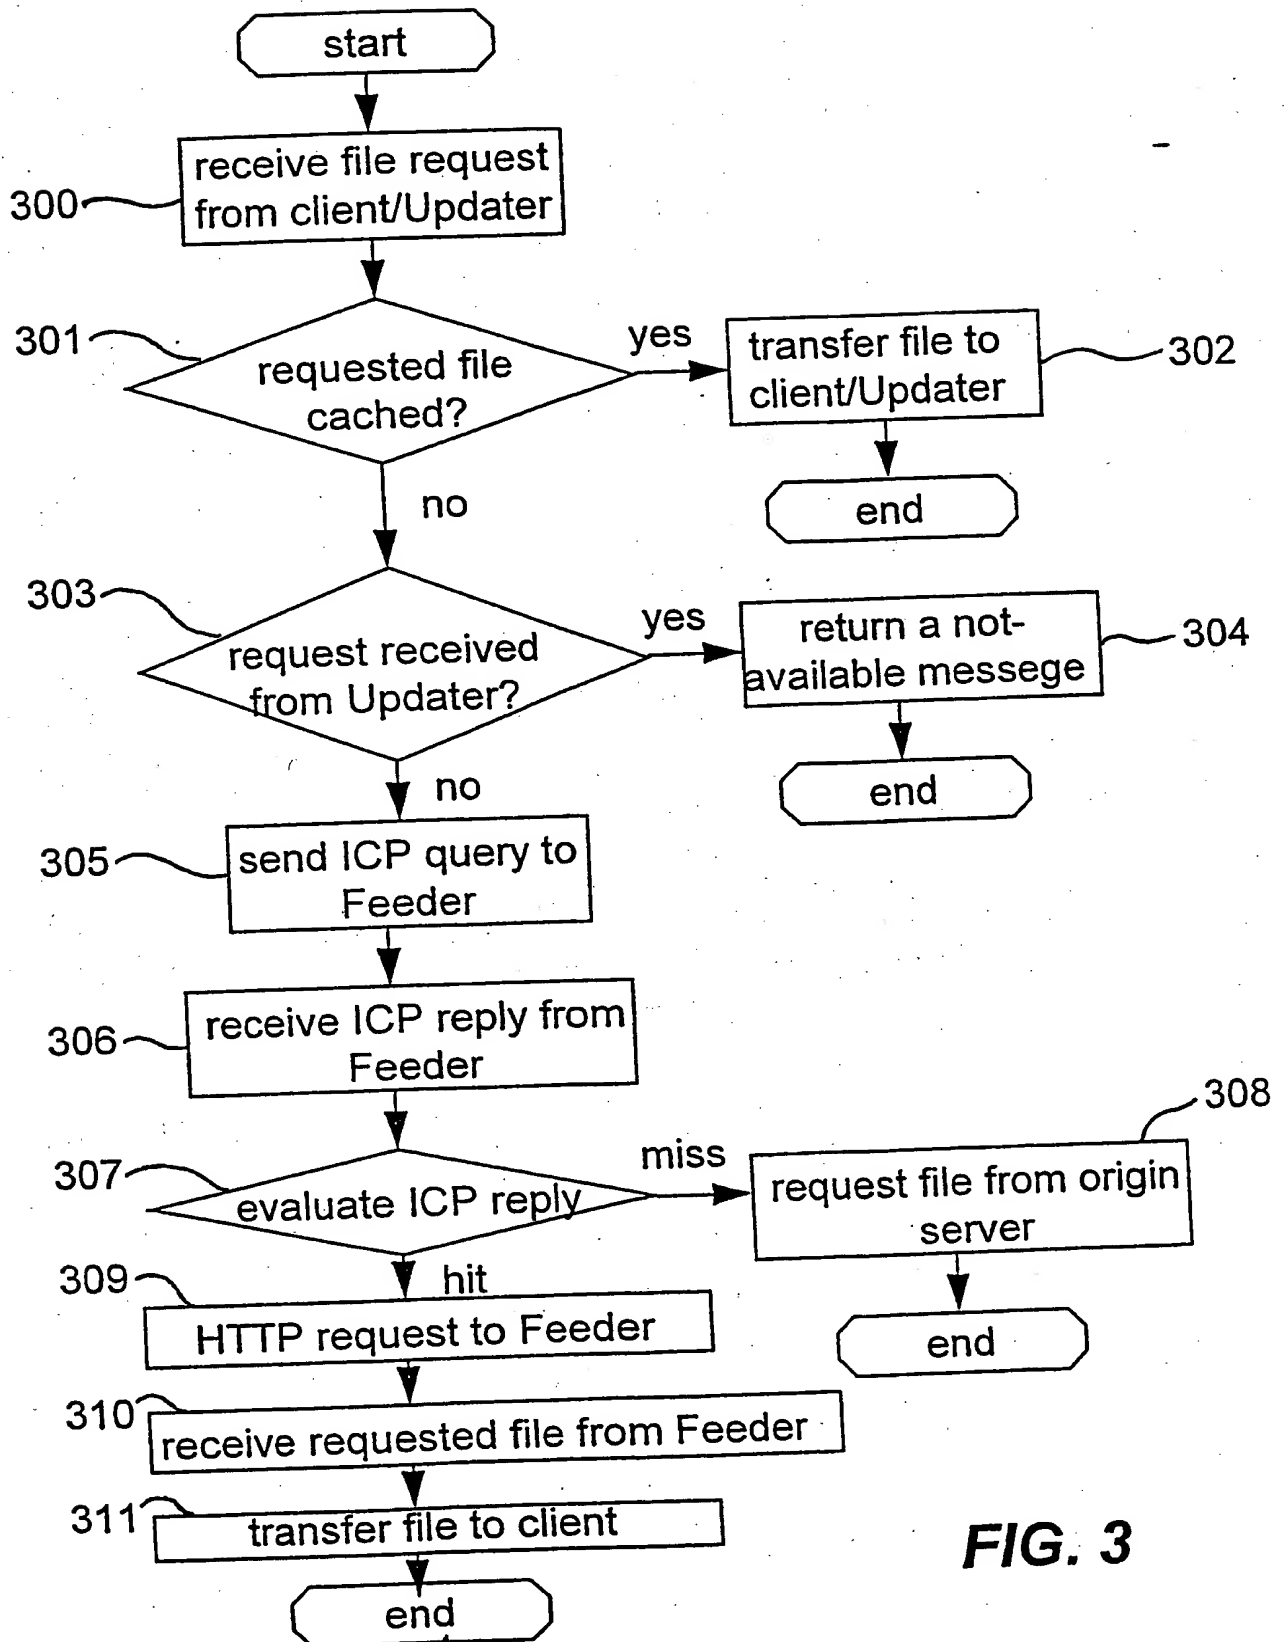 start
receive file request
from client/Updater
300
301
requested file
cached?
yes
transfer file to
client/Updater
302
end
no
303
request received
from Updater?
yes
return a not-
available messege
304
end
no
305
send ICP query to
Feeder
306
receive ICP reply from
Feeder
307
evaluate ICP reply
miss
308
request file from origin
server
end
hit
309
HTTP request to Feeder
310
receive requested file from Feeder
311
transfer file to client
end
FIG. 3